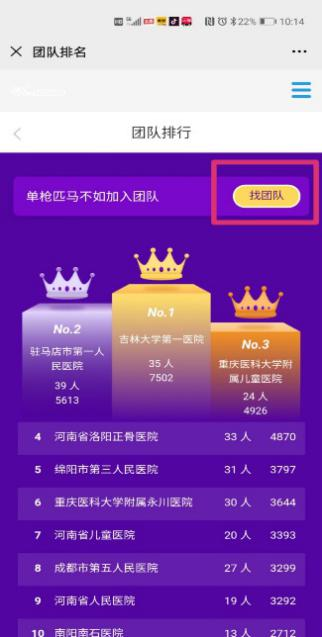 22% 10:14
团队排名
团队排行
单枪匹马不如加入团队
找团队
No.1
吉林大学第一医院
35 人
7502
No.2
驻马店市第一人
民医院
39 人
5613
No.3
重庆医科大学附
属儿童医院
24 人
4926
4 河南省洛阳正骨医院 33 人 4870
5 绵阳市第三人民医院 31 人 3797
6 重庆医科大学附属永川医院 30 人 3644
7 河南省儿童医院 20 人 3393
8 成都市第五人民医院 27 人 3299
9 河南省人民医院 19 人 3292
10 南阳南石医院 13 人 2712